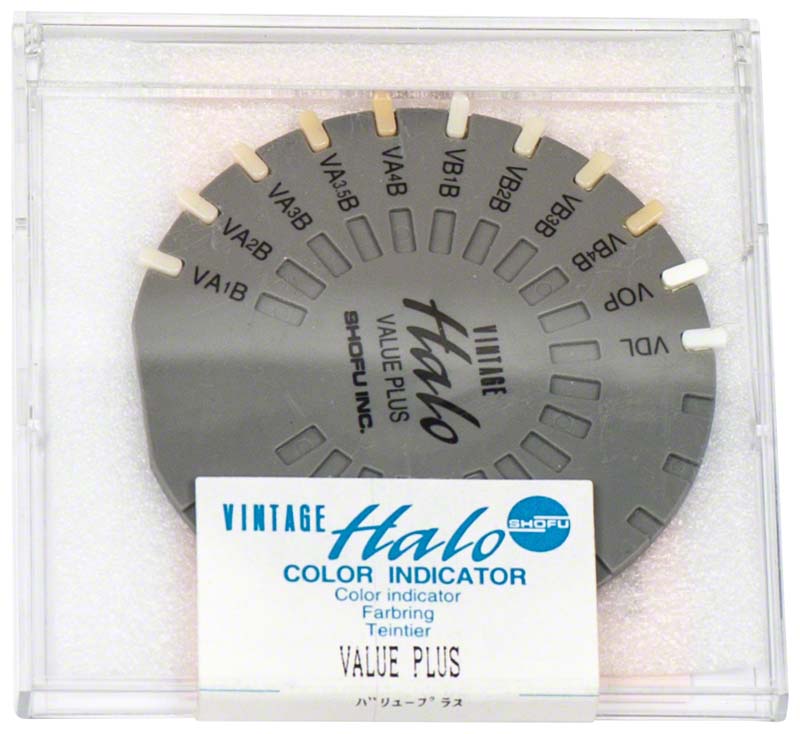 VA1B
VA2B
VA3B
VA3.5B
VA4B
VB1B
VB2B
VB3B
VB4B
VOP
VDL
VINTAGE
Halo
VALUE PLUS
SHOFU INC.
VINTAGE Halo SHOFU
COLOR INDICATOR
Color indicator
Farbring
Teintier
VALUE PLUS
バリュープラス